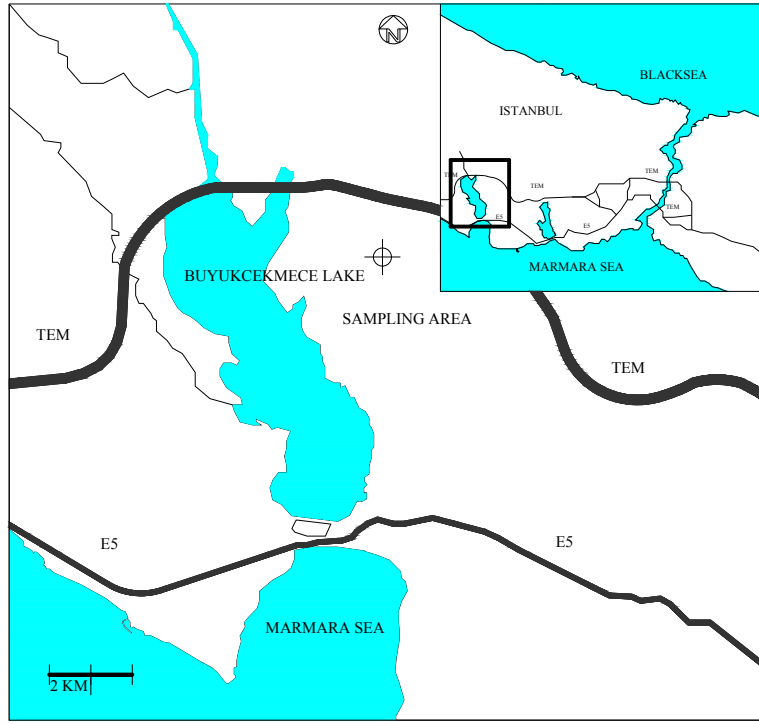 N
BLACKSEA
ISTANBUL
TEM
TEM
TEM
TEM
E5
E5
MARMARA SEA
BUYUKCEKMECE LAKE
SAMPLING AREA
TEM
TEM
E5
E5
MARMARA SEA
2 KM